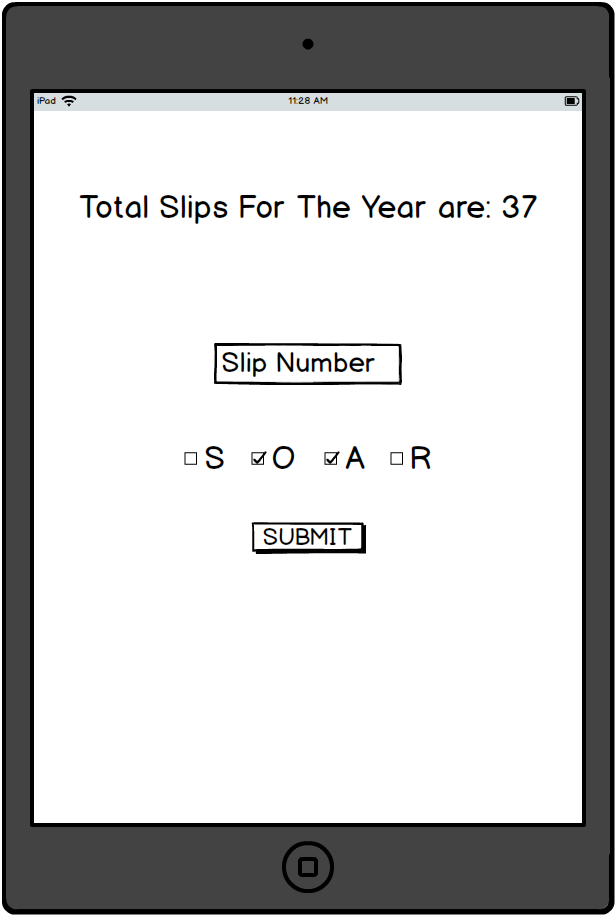 iPad 11:28 AM
Total Slips For The Year are: 37
Slip Number
S O A R
SUBMIT